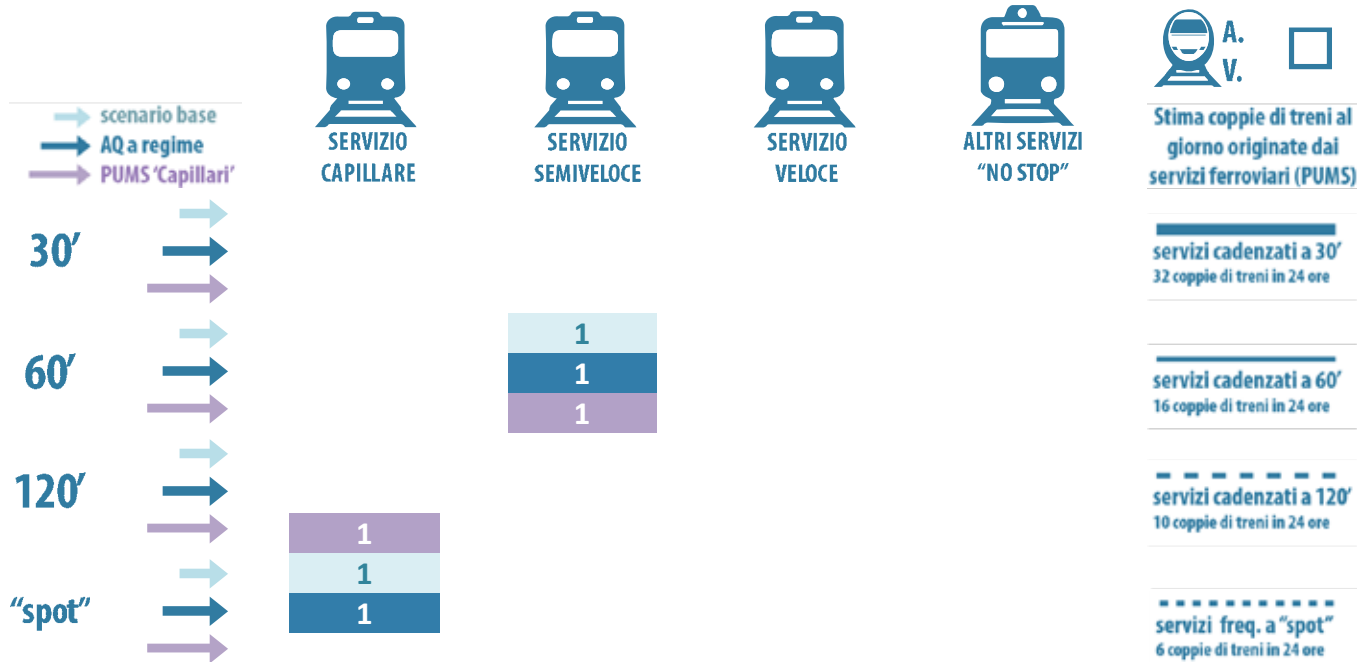 A.
V.
scenario base
AQ a regime
PUMS ‘Capillari’
SERVIZIO
CAPILLARE
SERVIZIO
SEMIVELOCE
SERVIZIO
VELOCE
ALTRI SERVIZI
“NO STOP”
Stima coppie di treni al
giorno originate dai
servizi ferroviari (PUMS)
30’
servizi cadenzati a 30’
32 coppie di treni in 24 ore
60’
1
1
1
servizi cadenzati a 60’
16 coppie di treni in 24 ore
120’
1
servizi cadenzati a 120’
10 coppie di treni in 24 ore
“spot”
1
1
servizi freq. a “spot”
6 coppie di treni in 24 ore